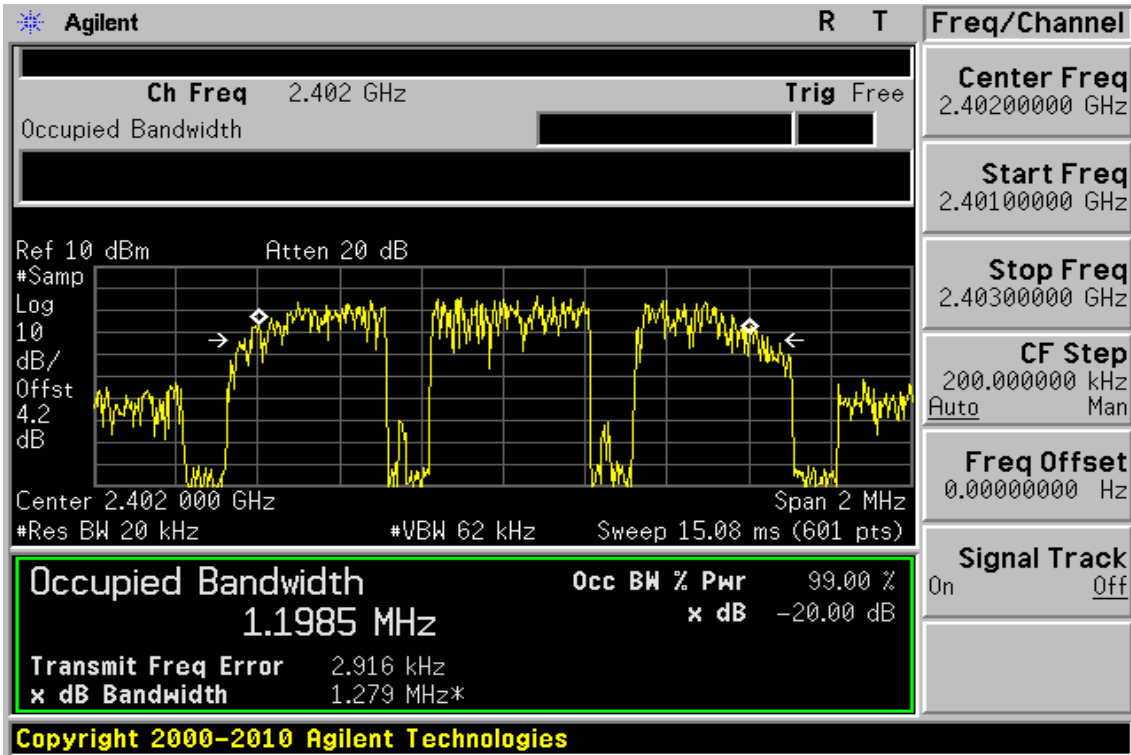 Agilent R T
Freq/Channel
Ch Freq 2.402 GHz Trig Free
Occupied Bandwidth
Center Freq
2.40200000 GHz
Start Freq
2.40100000 GHz
Stop Freq
2.40300000 GHz
CF Step
200.000000 kHz
Auto Man
Freq Offset
0.00000000 Hz
Signal Track
On Off
Ref 10 dBm Atten 20 dB
#Samp
Log
10
dB/
Offst
4.2
dB
Center 2.402 000 GHz Span 2 MHz
#Res BW 20 kHz #VBW 62 kHz Sweep 15.08 ms (601 pts)
Occupied Bandwidth
1.1985 MHz
Occ BW % Pwr 99.00 %
x dB -20.00 dB
Transmit Freq Error 2.916 kHz
x dB Bandwidth 1.279 MHz*
Copyright 2000-2010 Agilent Technologies